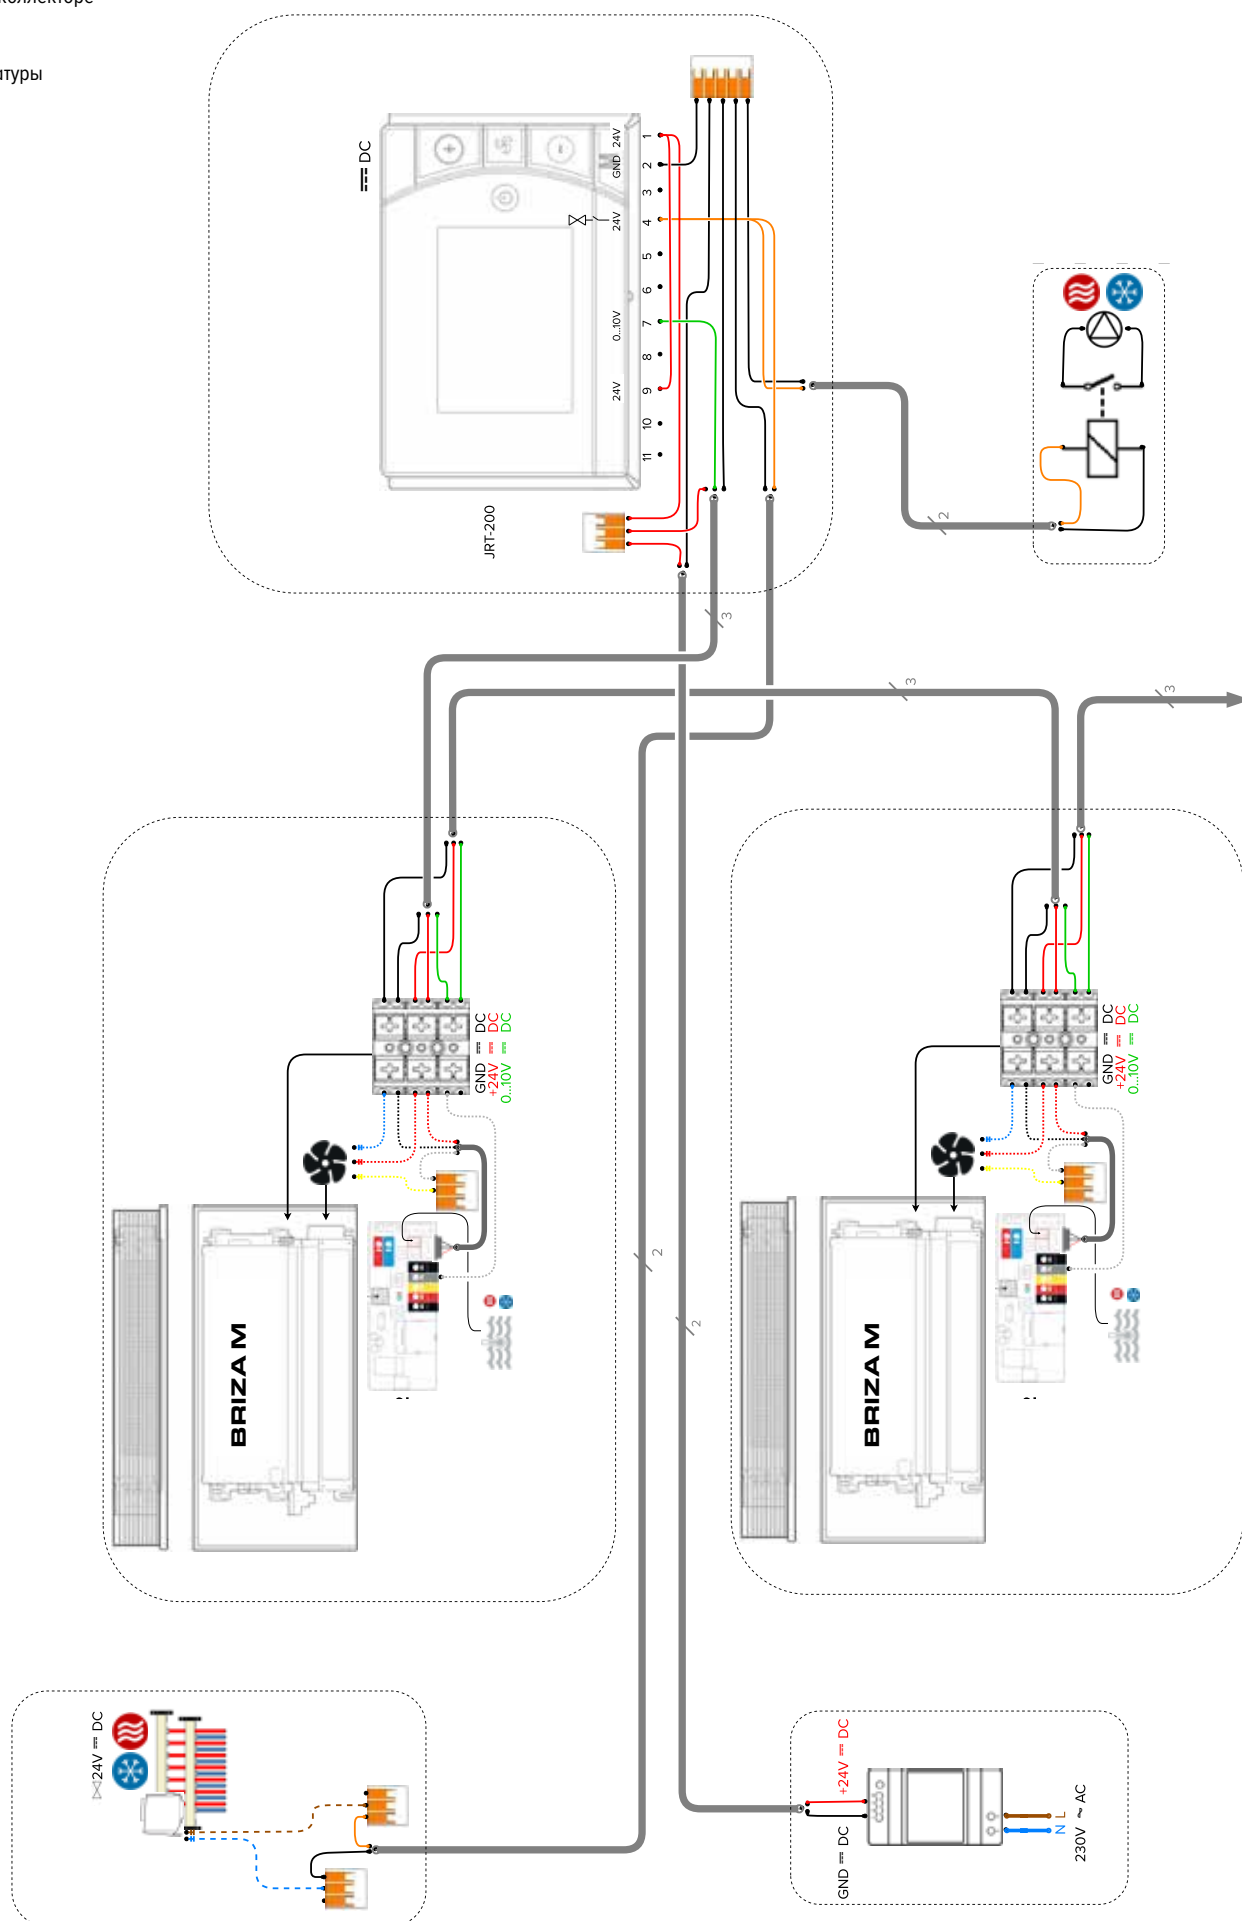 коллекторе
атуры
DC
24V
GND
24V
0...10V
24V
1
2
3
4
5
6
7
8
9
10
11
JRT-200
2
3
3
3
GND DC
+24V DC
0...10V DC
GND DC
+24V DC
0...10V DC
BRIZA M
BRIZA M
2
2
24V DC
+24V DC
GND DC
L
N
230V ~ AC